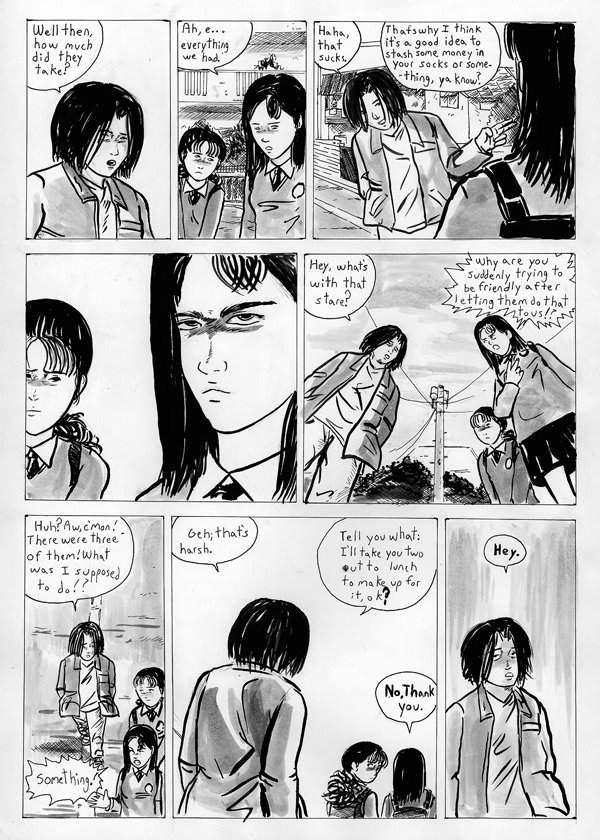 Well then,
how much
did they
take?
Ah, e...
everything
we had.
Haha,
that
sucks.
That's why I think
it's a good idea to
stash some money in
your socks or some-
-thing, ya know?
Hey, what's
with that
stare?
Why are you
suddenly trying to
be friendly after
letting them do that
to us!?
Huh? Aw, c'mon!
There were three
of them! What
was I supposed
to do!?
Something.
Geh; that's
harsh.
Tell you what:
I'll take you two
out to lunch
to make up for
it, ok?
No, Thank
you.
Hey.